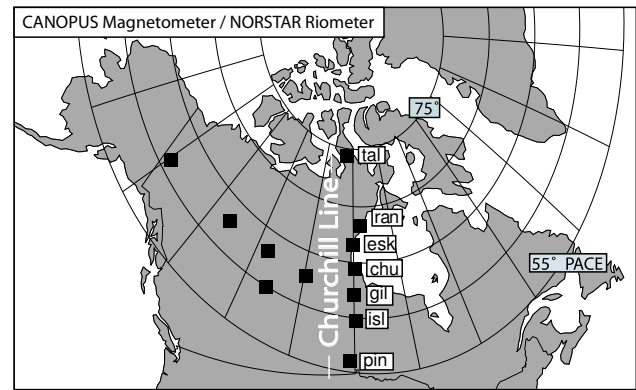 CANOPUS Magnetometer / NORSTAR Riometer
75°
tal
ran
esk
55° PACE
chu
gil
isl
pin
Churchill Line